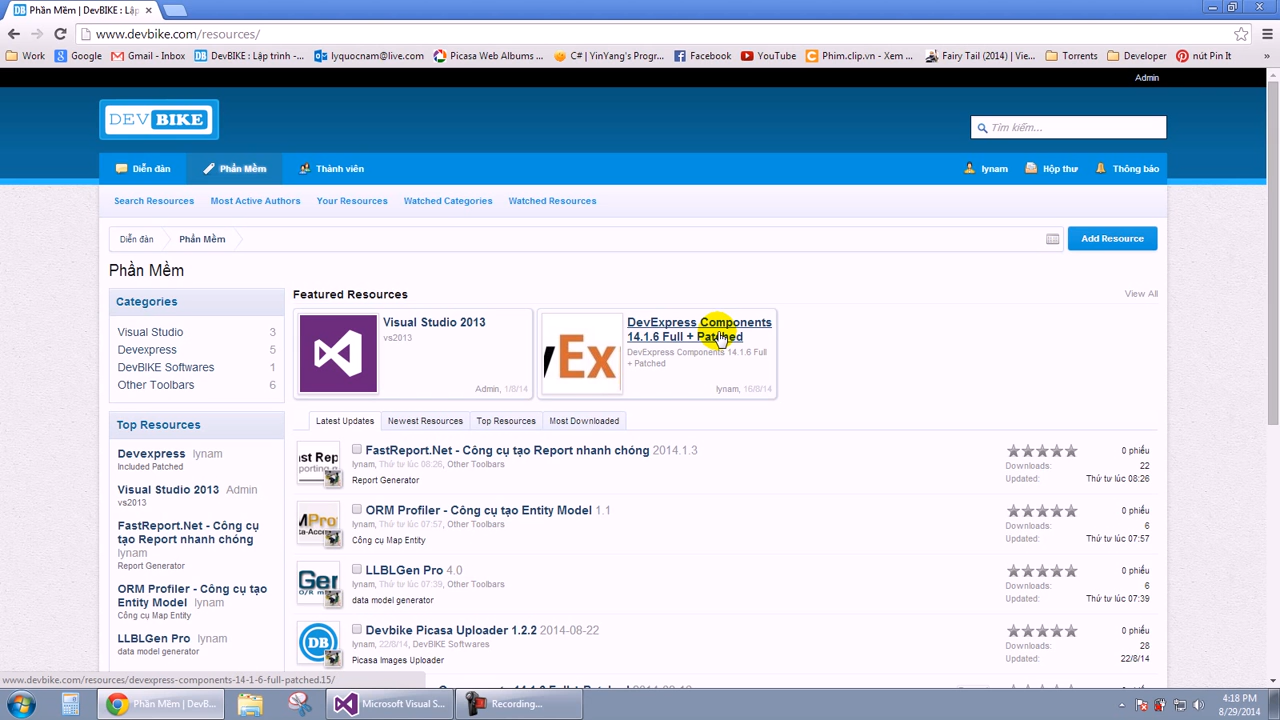 Phần Mềm | DevBIKE : Lập
www.devbike.com/resources/
Work
Google
Gmail - Inbox
DevBIKE : Lập trình - ...
lyquocnam@live.com
Picasa Web Albums ...
C# | YinYang's Progr...
Facebook
YouTube
Phim.clip.vn - Xem ...
Fairy Tail (2014) | Vie...
Torrents
Developer
nút Pin It
»
Admin
DEV BIKE
Tìm kiếm...
Diễn đàn
Phần Mềm
Thành viên
lynam
Hộp thư
Thông báo
Search Resources
Most Active Authors
Your Resources
Watched Categories
Watched Resources
Diễn đàn
Phần Mềm
Add Resource
Phần Mềm
Categories
Visual Studio 3
Devexpress 5
DevBIKE Softwares 1
Other Toolbars 6
Top Resources
Devexpress lynam
Included Patched
Visual Studio 2013 Admin
vs2013
FastReport.Net - Công cụ
tạo Report nhanh chóng
lynam
Report Generator
ORM Profiler - Công cụ tạo
Entity Model lynam
Công cụ Map Entity
LLBLGen Pro lynam
data model generator
Featured Resources
View All
Visual Studio 2013
vs2013
Admin, 1/8/14
vEx
DevExpress Components
14.1.6 Full + Patched
DevExpress Components 14.1.6 Full
+ Patched
lynam, 16/8/14
Latest Updates
Newest Resources
Top Resources
Most Downloaded
FastReport.Net - Công cụ tạo Report nhanh chóng 2014.1.3
lynam, Thứ tư lúc 08:26, Other Toolbars
Report Generator
0 phiếu
Downloads: 22
Updated: Thứ tư lúc 08:26
ORM Profiler - Công cụ tạo Entity Model 1.1
lynam, Thứ tư lúc 07:57, Other Toolbars
Công cụ Map Entity
0 phiếu
Downloads: 6
Updated: Thứ tư lúc 07:57
LLBLGen Pro 4.0
lynam, Thứ tư lúc 07:39, Other Toolbars
data model generator
0 phiếu
Downloads: 6
Updated: Thứ tư lúc 07:39
DB
Devbike Picasa Uploader 1.2.2 2014-08-22
lynam, 22/8/14, DevBIKE Softwares
Picasa Images Uploader
0 phiếu
Downloads: 28
Updated: 22/8/14
www.devbike.com/resources/devexpress-components-14-1-6-full-patched.15/
Phần Mềm | DevB...
Microsoft Visual S...
Recording...
4:18 PM
8/29/2014